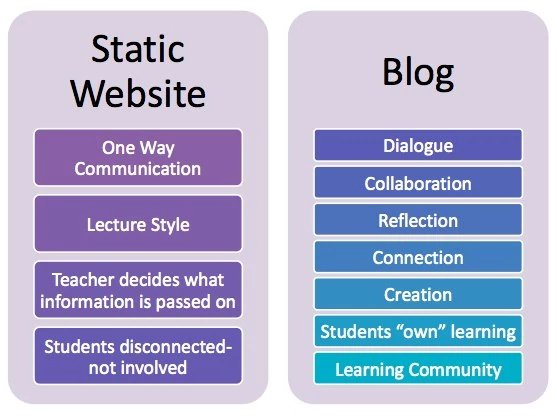 Static
Website
One Way
Communication
Lecture Style
Teacher decides what
information is passed on
Students disconnected-
not involved
Blog
Dialogue
Collaboration
Reflection
Connection
Creation
Students “own” learning
Learning Community